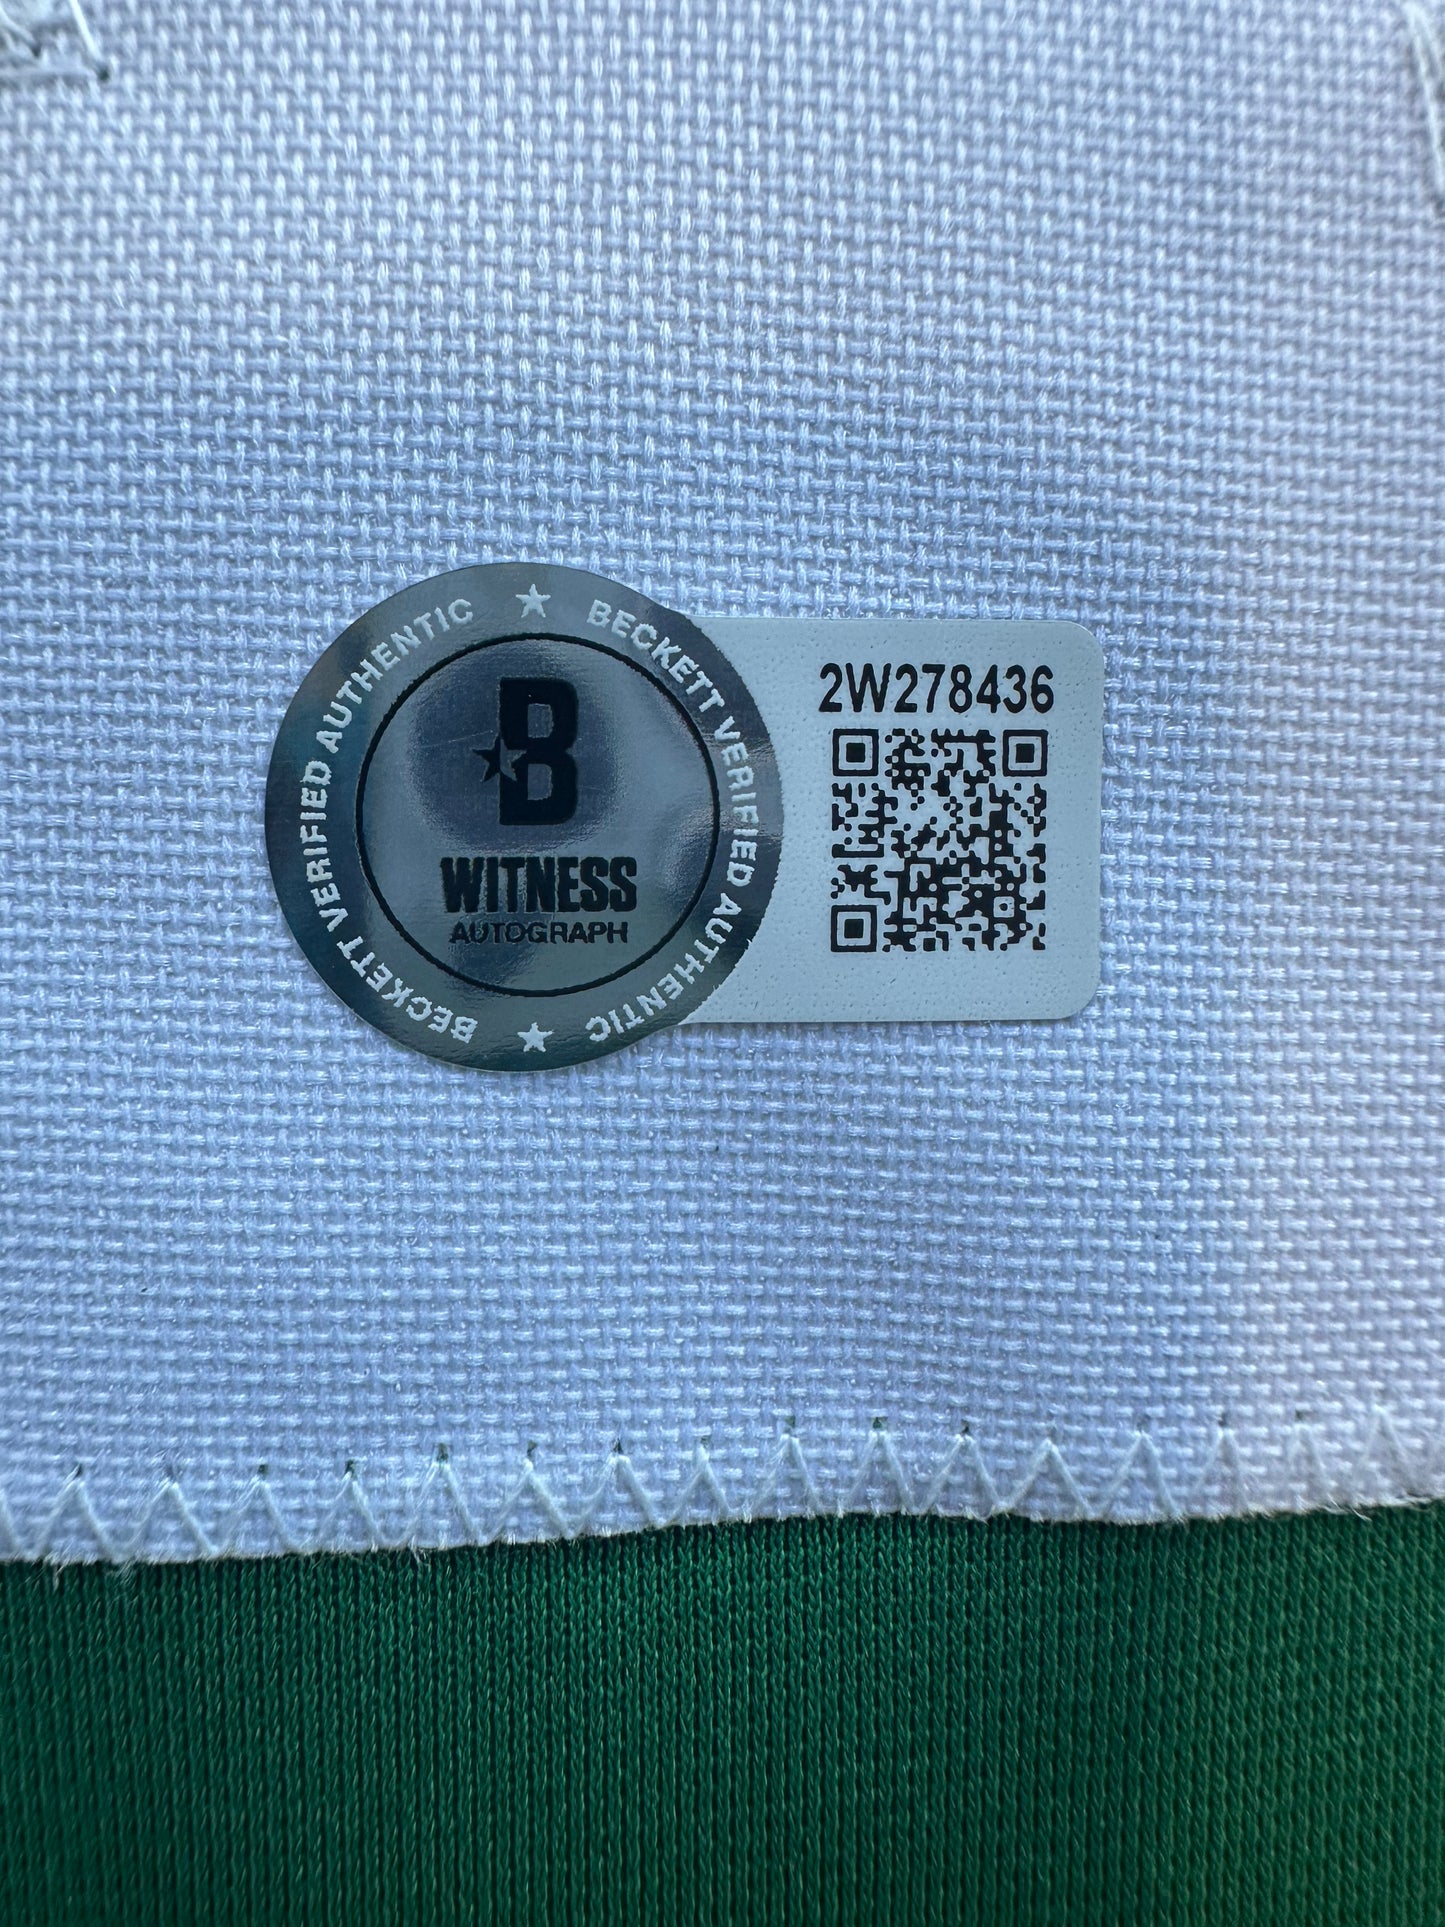 BECKETT VERIFIED AUTHENTIC ★ BECKETT VERIFIED AUTHENTIC ★
B
WITNESS
AUTOGRAPH
2W278436